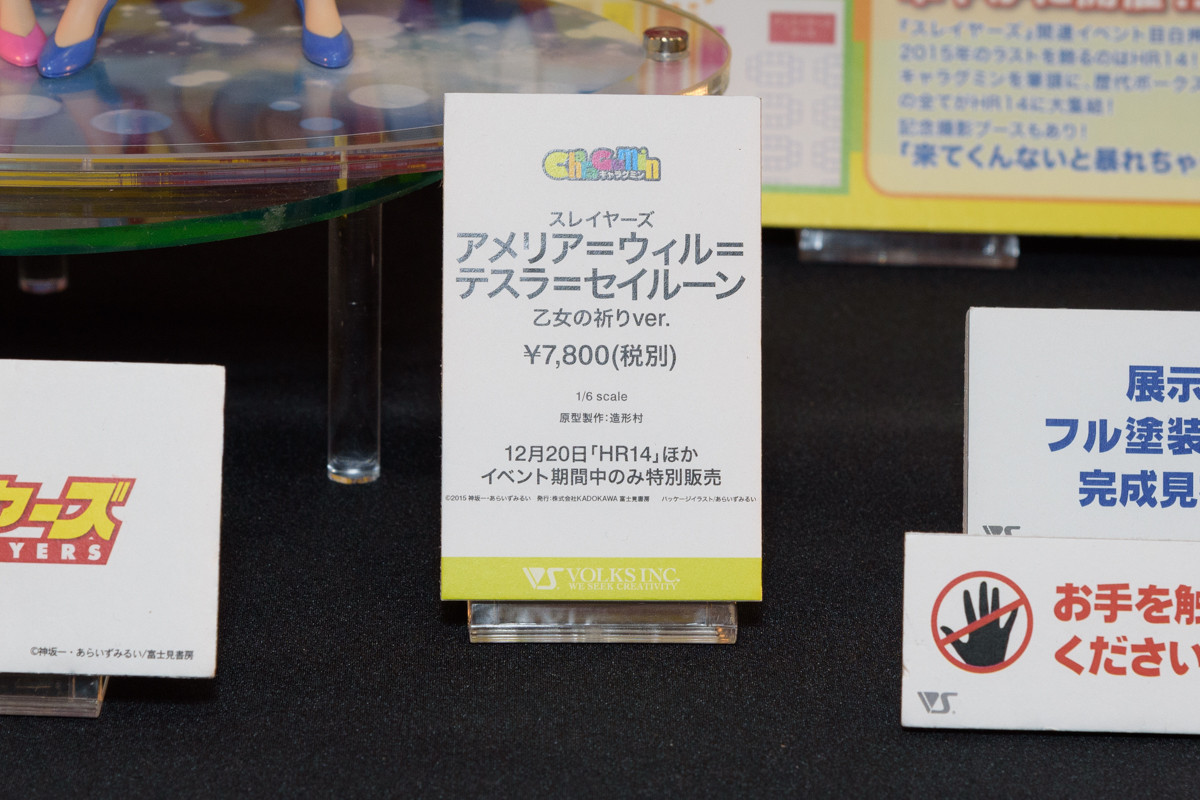 『スレイヤーズ』関連イベント目白押
2015年のラストを飾るのはHR14!
キャラグミンを筆頭に、歴代ボークス
の全てがHR14に大集結!
記念撮影ブースもあり!
「来てくんないと暴れちゃ
ChaGumin
キャラグミン
スレイヤーズ
アメリア＝ウィル＝
テスラ＝セイルーン
乙女の祈りver.
¥7,800(税別)
1/6 scale
原型製作：造形村
12月20日「HR14」ほか
イベント期間中のみ特別販売
©2015 神坂一・あらいずみるい 発行：株式会社KADOKAWA 富士見書房 パッケージイラスト/あらいずみるい
VS VOLKS INC.
WE SEEK CREATIVITY
ヤーズ
YERS
©神坂一・あらいずみるい/富士見書房
展示
フル塗装
完成見
VS
お手を触
ください
VS.